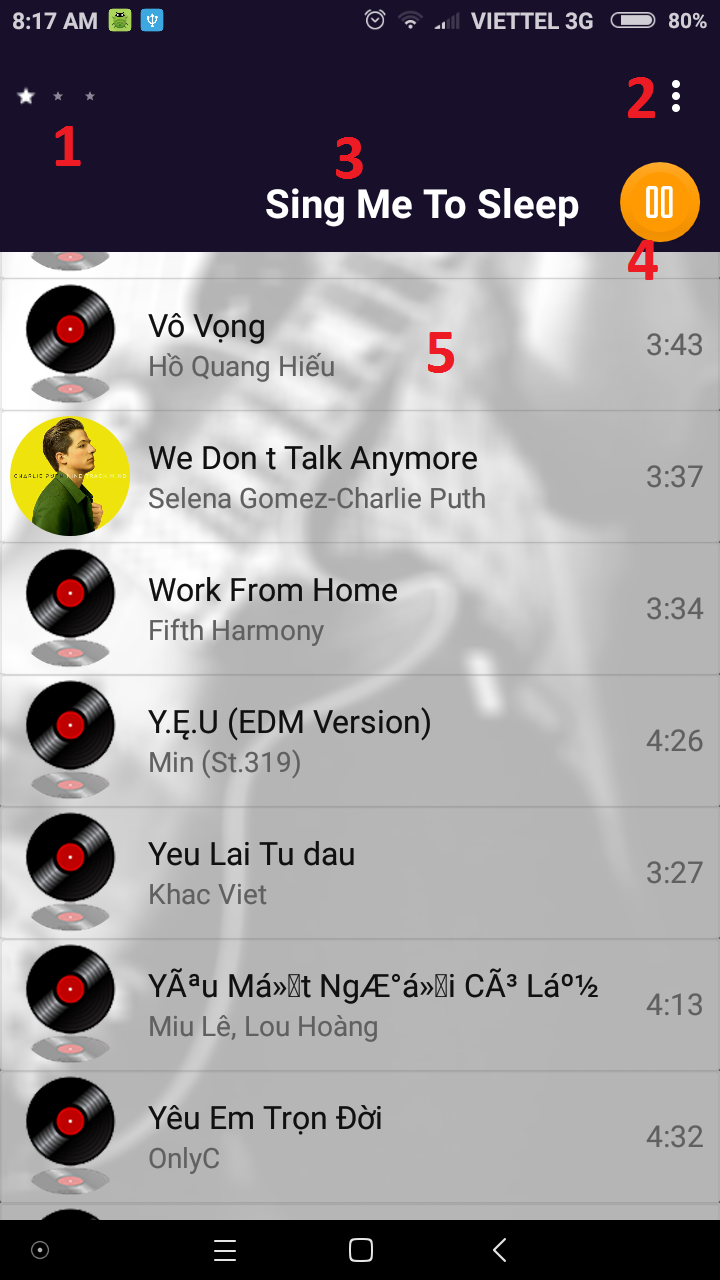 8:17 AM VIETTEL 3G 80%
2
1
3
Sing Me To Sleep
4
Vô Vọng
5
3:43
Hồ Quang Hiếu
We Don t Talk Anymore
CHARLIE PUTH NINE TRACK MIND
3:37
Selena Gomez-Charlie Puth
Work From Home
3:34
Fifth Harmony
Y.Ę.U (EDM Version)
4:26
Min (St.319)
Yeu Lai Tu dau
3:27
Khac Viet
YÃªu Má»t NgÆ°á»i CÃ³ Láº½
4:13
Miu Lê, Lou Hoàng
Yêu Em Trọn Đời
4:32
OnlyC